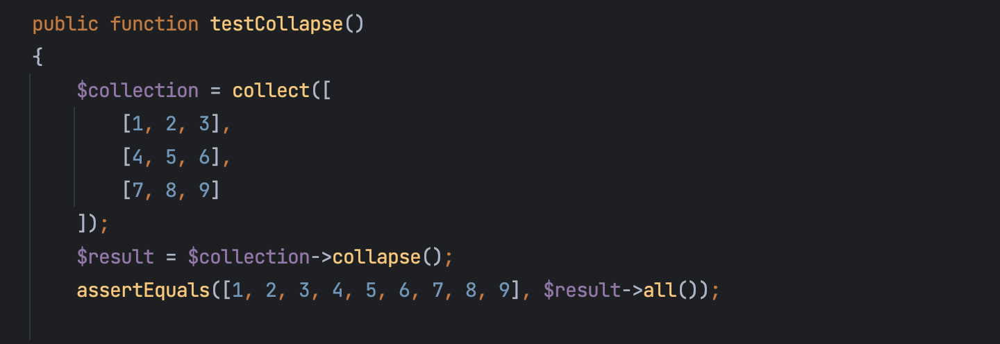 public function testCollapse()
{
    $collection = collect([
        [1, 2, 3],
        [4, 5, 6],
        [7, 8, 9]
    ]);
    $result = $collection->collapse();
    assertEquals([1, 2, 3, 4, 5, 6, 7, 8, 9], $result->all());